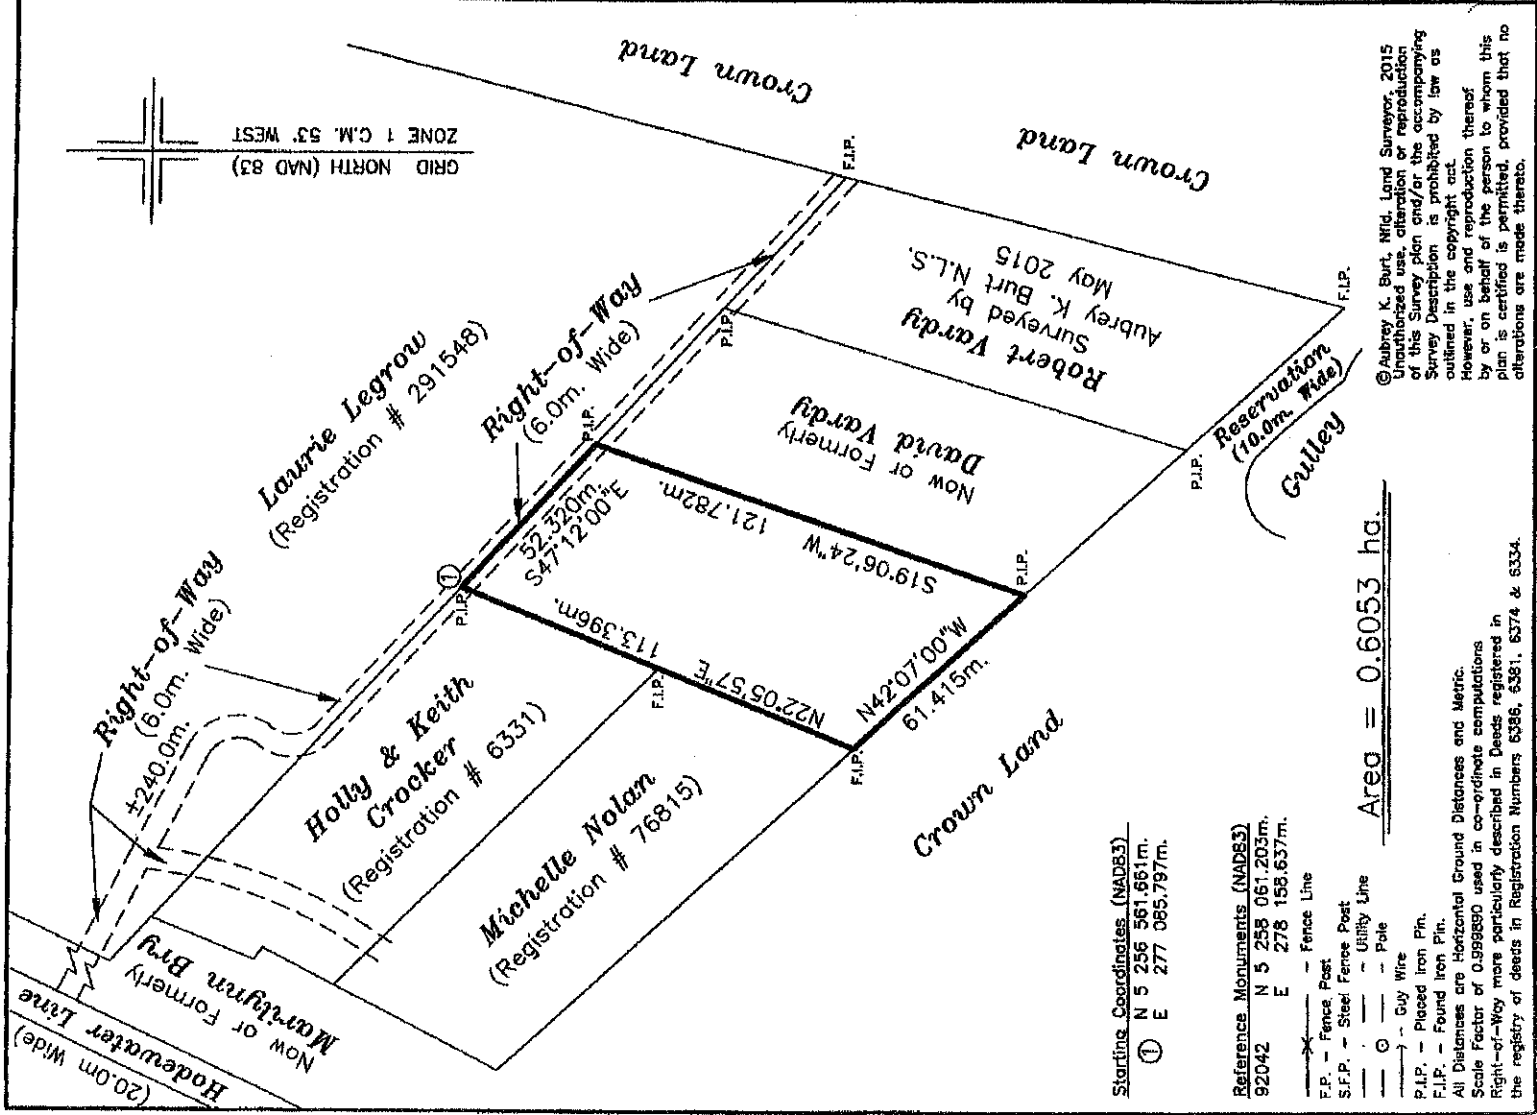 GRID NORTH (NAD 83)
ZONE 1 C.M. 53° WEST
Crown Land
Crown Land
F.I.P.
Laurie Legrow
(Registration # 291548)
Right-of-Way
(6.0m. Wide)
Right-of-Way
(6.0m. Wide)
±240.0m.
Hodgewater Line
(20.0m Wide)
Now or Formerly
Marilynn Bry
Holly & Keith
Crocker
(Registration # 6331)
Michelle Nolan
(Registration # 76815)
①
P.I.P.
52.320m.
S47°12'00"E
P.I.P.
P.I.P.
113.396m.
N22°05'57"E
F.I.P.
121.782m.
S19°06'24"W
N42°07'00"W
61.415m.
F.I.P.
P.I.P.
Now or Formerly
David Vardy
Robert Vardy
Surveyed by
Aubrey K. Burt N.L.S.
May 2015
P.I.P.
F.I.P.
Reservation
(10.0m. Wide)
Gulley
Crown Land
Starting Coordinates (NAD83)
① N 5 256 561.661m.
E 277 085.797m.
Reference Monuments (NAD83)
92042 N 5 258 061.203m.
E 278 158.637m.
- Fence Line
F.P. - Fence Post
S.F.P. - Steel Fence Post
- Utility Line
- Pole
- Guy Wire
P.I.P. - Placed Iron Pin.
F.I.P. - Found Iron Pin.
All Distances are Horizontal Ground Distances and Metric.
Scale Factor of 0.999890 used in co-ordinate computations
Right-of-Way more particularly described in Deeds registered in
the registry of deeds in Registration Numbers 6386, 6381, 6374 & 6334.
Area = 0.6053 ha.
©Aubrey K. Burt, Nfld. Land Surveyor, 2015
Unauthorized use, alteration or reproduction
of this Survey plan and/or the accompanying
Survey Description is prohibited by law as
outlined in the copyright act.
However, use and reproduction thereof
by or on behalf of the person to whom this
plan is certified is permitted, provided that no
alterations are made thereto.